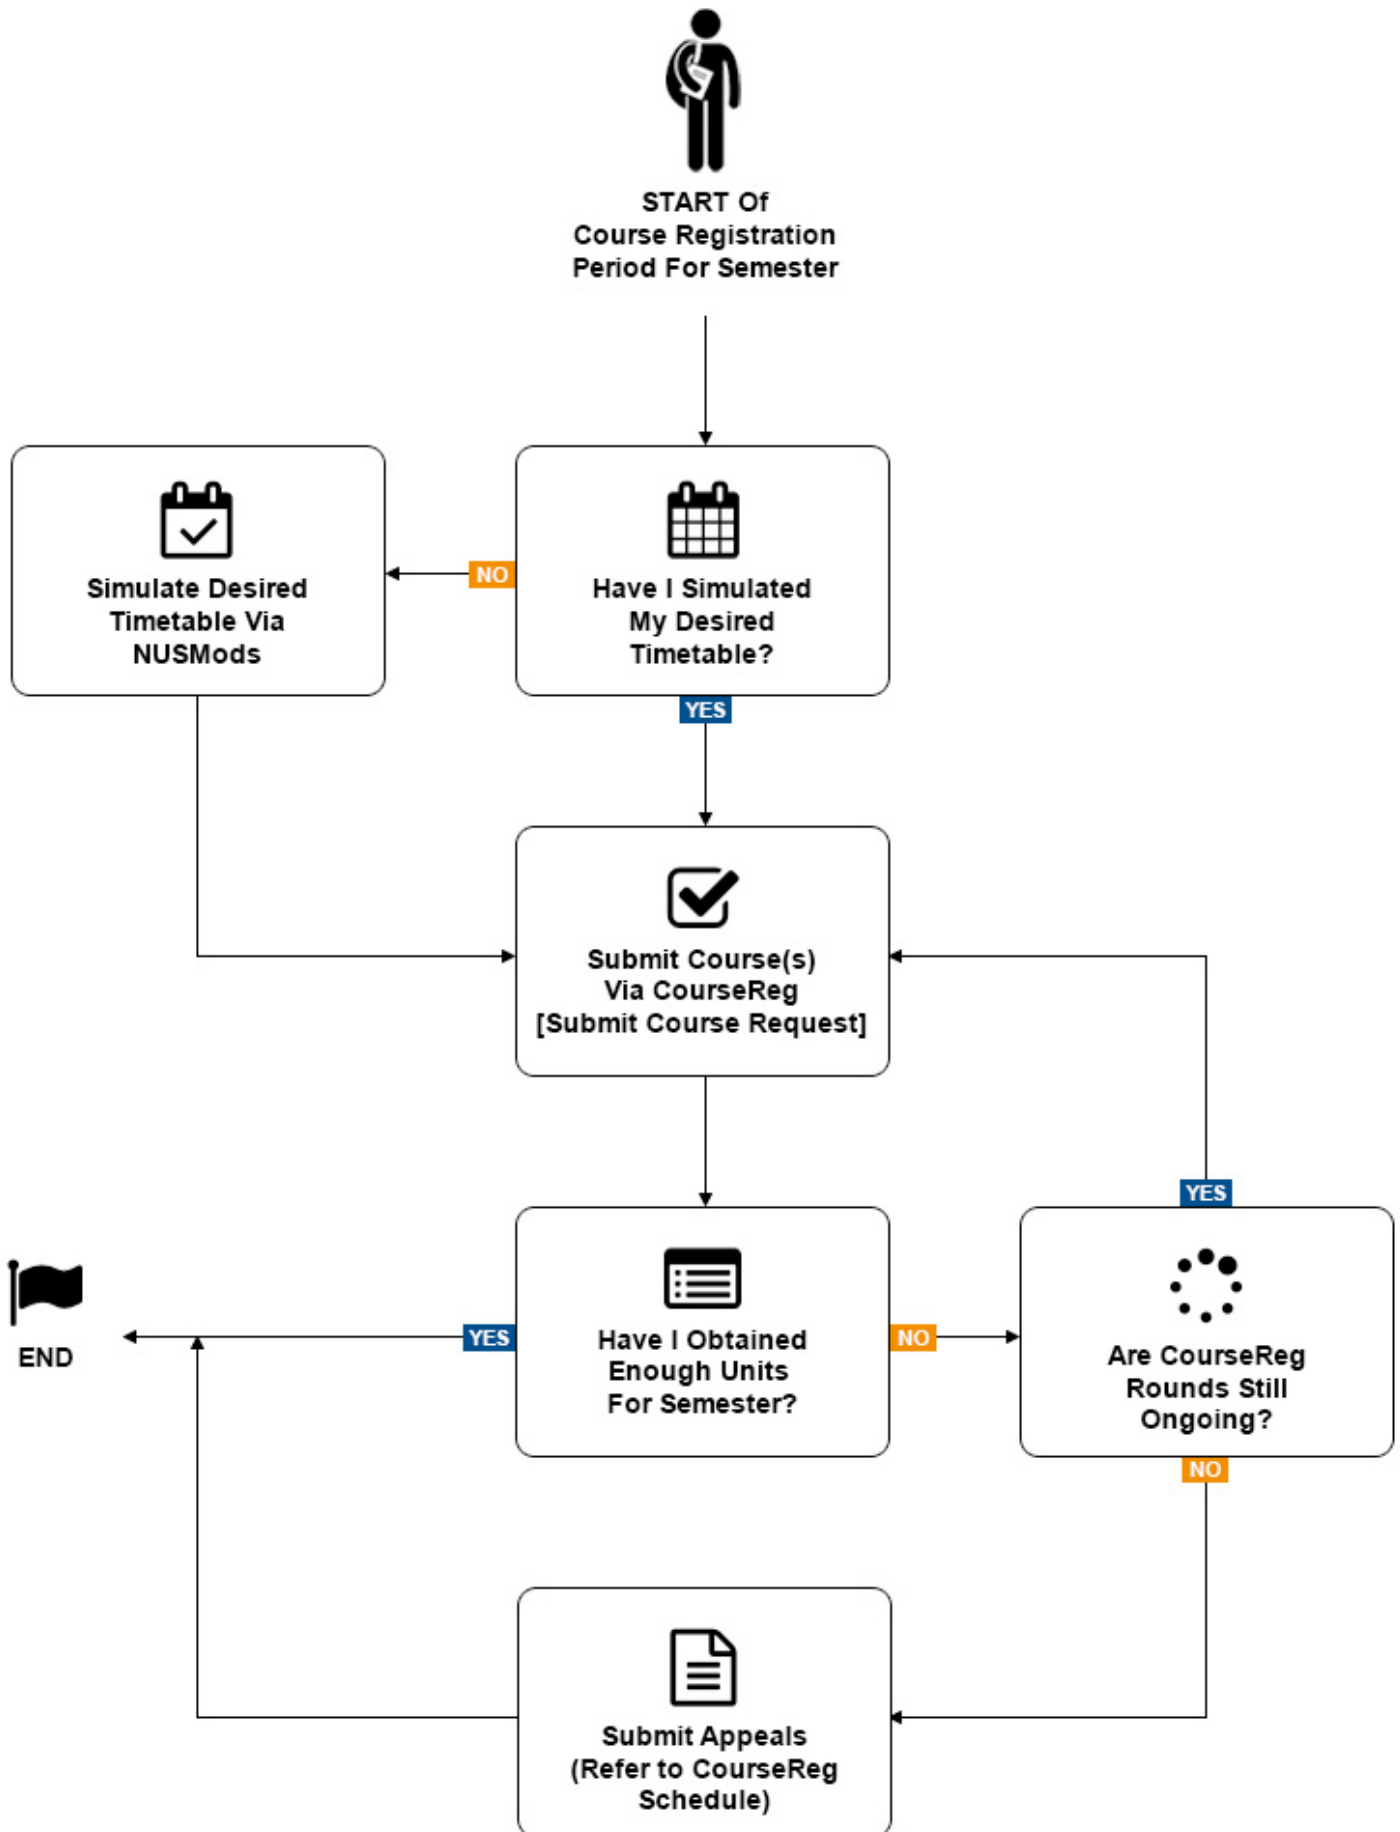 START Of
Course Registration
Period For Semester
Simulate Desired
Timetable Via
NUSMods
NO
Have I Simulated
My Desired
Timetable?
YES
Submit Course(s)
Via CourseReg
[Submit Course Request]
END
YES
Have I Obtained
Enough Units
For Semester?
NO
YES
Are CourseReg
Rounds Still
Ongoing?
NO
Submit Appeals
(Refer to CourseReg
Schedule)